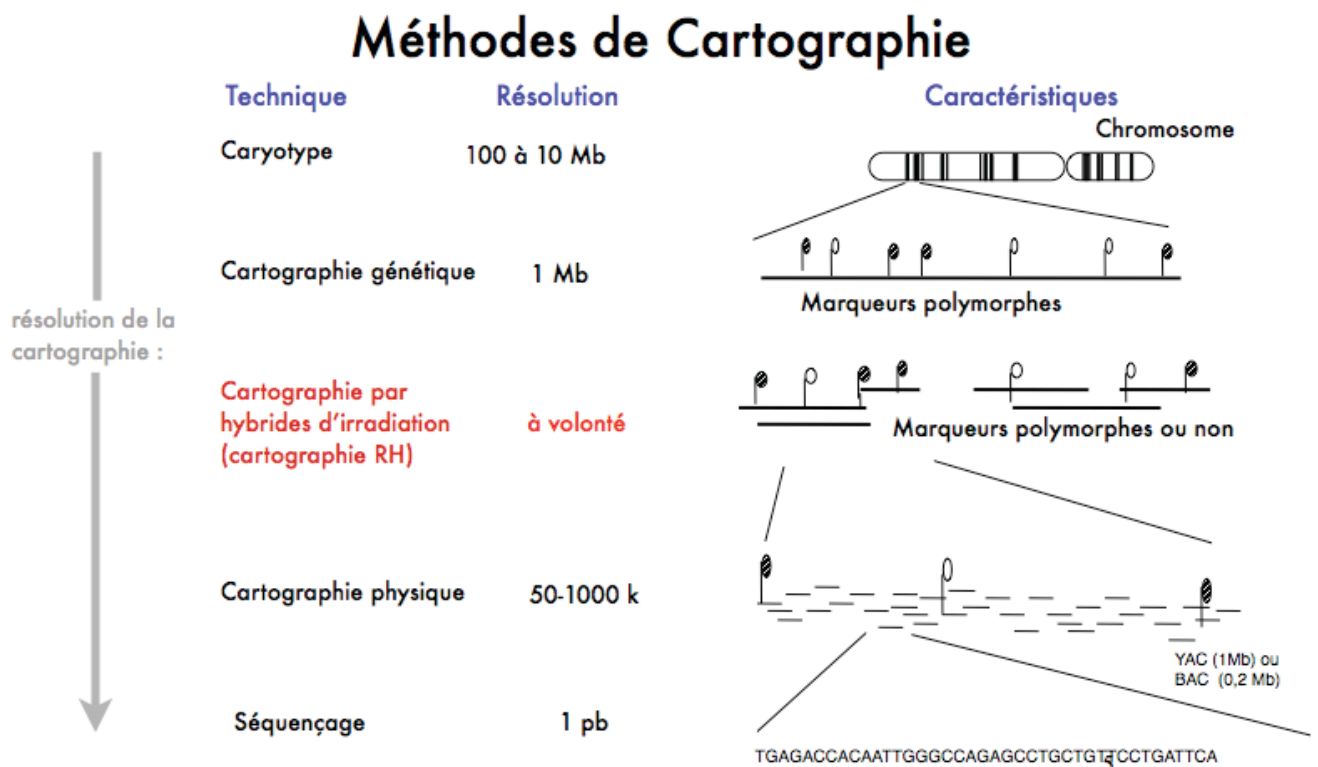 Méthodes de Cartographie
Technique
Résolution
Caractéristiques
Caryotype
100 à 10 Mb
Chromosome
Cartographie génétique
1 Mb
Marqueurs polymorphes
résolution de la
cartographie :
Cartographie par
hybrides d'irradiation
(cartographie RH)
à volonté
Marqueurs polymorphes ou non
Cartographie physique
50-1000 k
YAC (1Mb) ou
BAC (0,2 Mb)
Séquençage
1 pb
TGAGACCACAATTGGGCCAGAGCCTGCTGTTCCTGATTCA